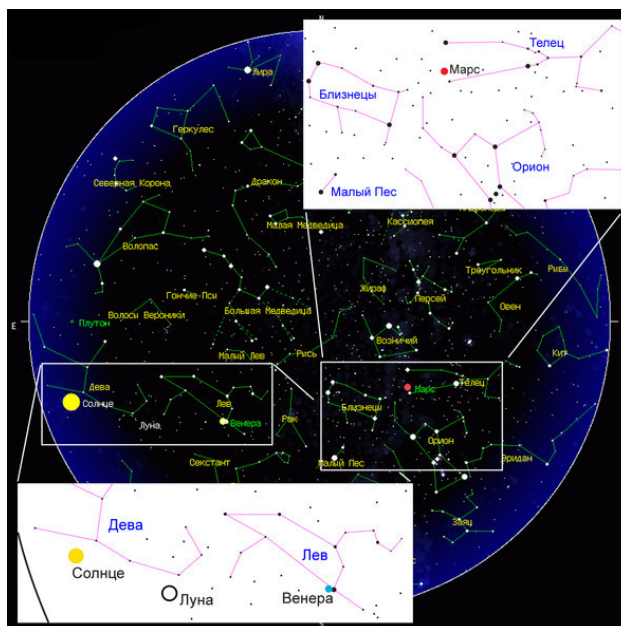 N
Телец
Марс
Близнецы
Орион
Малый Пес
Лира
Геркулес
Северная Корона
Дракон
Малая Медведица
Кассиопея
Волопас
Треугольник
Рыбы
Гончие Псы
Жираф
Персей
Волосы Вероники
Большая Медведица
Овен
E
Плутон
Возничий
Малый Лев
Рысь
Кит
Дева
Лев
Телец
Марс
Солнце
Близнецы
Луна
Венера
Рак
Орион
Секстант
Малый Пес
Эридан
Заяц
Дева
Лев
Солнце
Луна
Венера